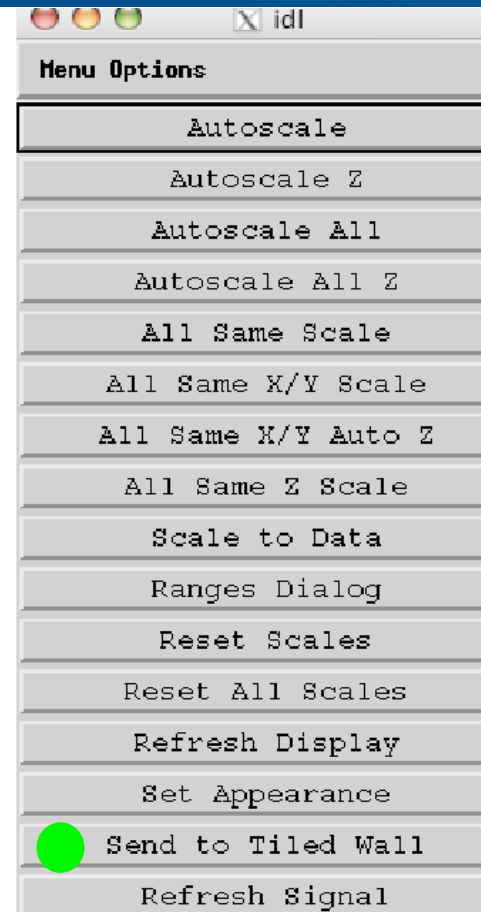 X idl
Menu Options
Autoscale
Autoscale Z
Autoscale All
Autoscale All Z
All Same Scale
All Same X/Y Scale
All Same X/Y Auto Z
All Same Z Scale
Scale to Data
Ranges Dialog
Reset Scales
Reset All Scales
Refresh Display
Set Appearance
Send to Tiled Wall
Refresh Signal